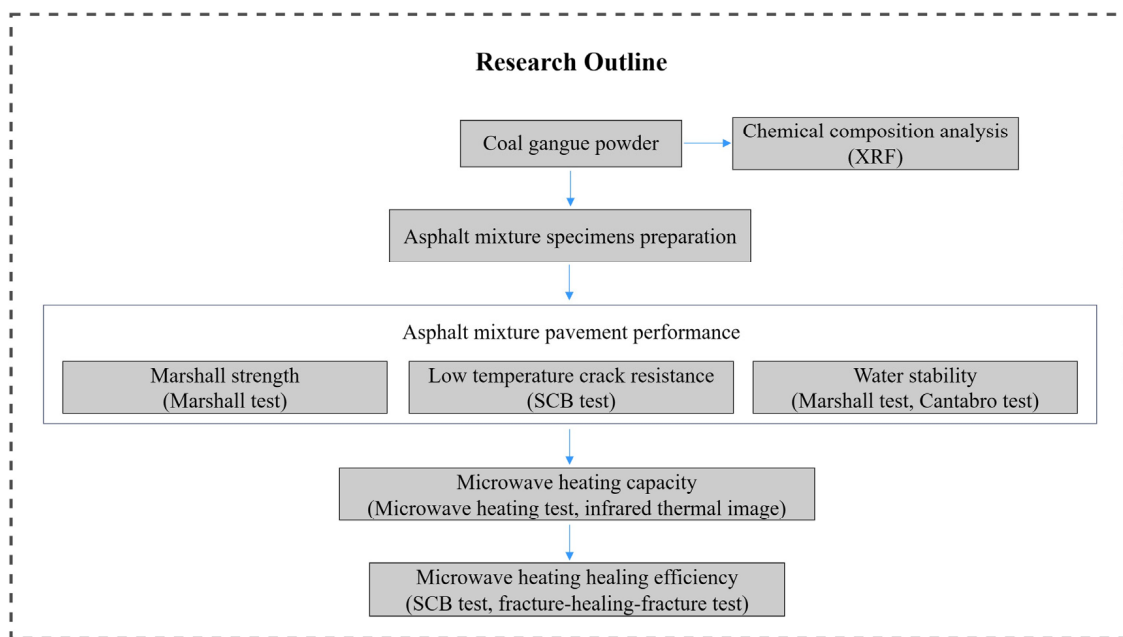 Research Outline
Coal gangue powder
Chemical composition analysis
(XRF)
Asphalt mixture specimens preparation
Asphalt mixture pavement performance
Marshall strength
(Marshall test)
Low temperature crack resistance
(SCB test)
Water stability
(Marshall test, Cantabro test)
Microwave heating capacity
(Microwave heating test, infrared thermal image)
Microwave heating healing efficiency
(SCB test, fracture-healing-fracture test)